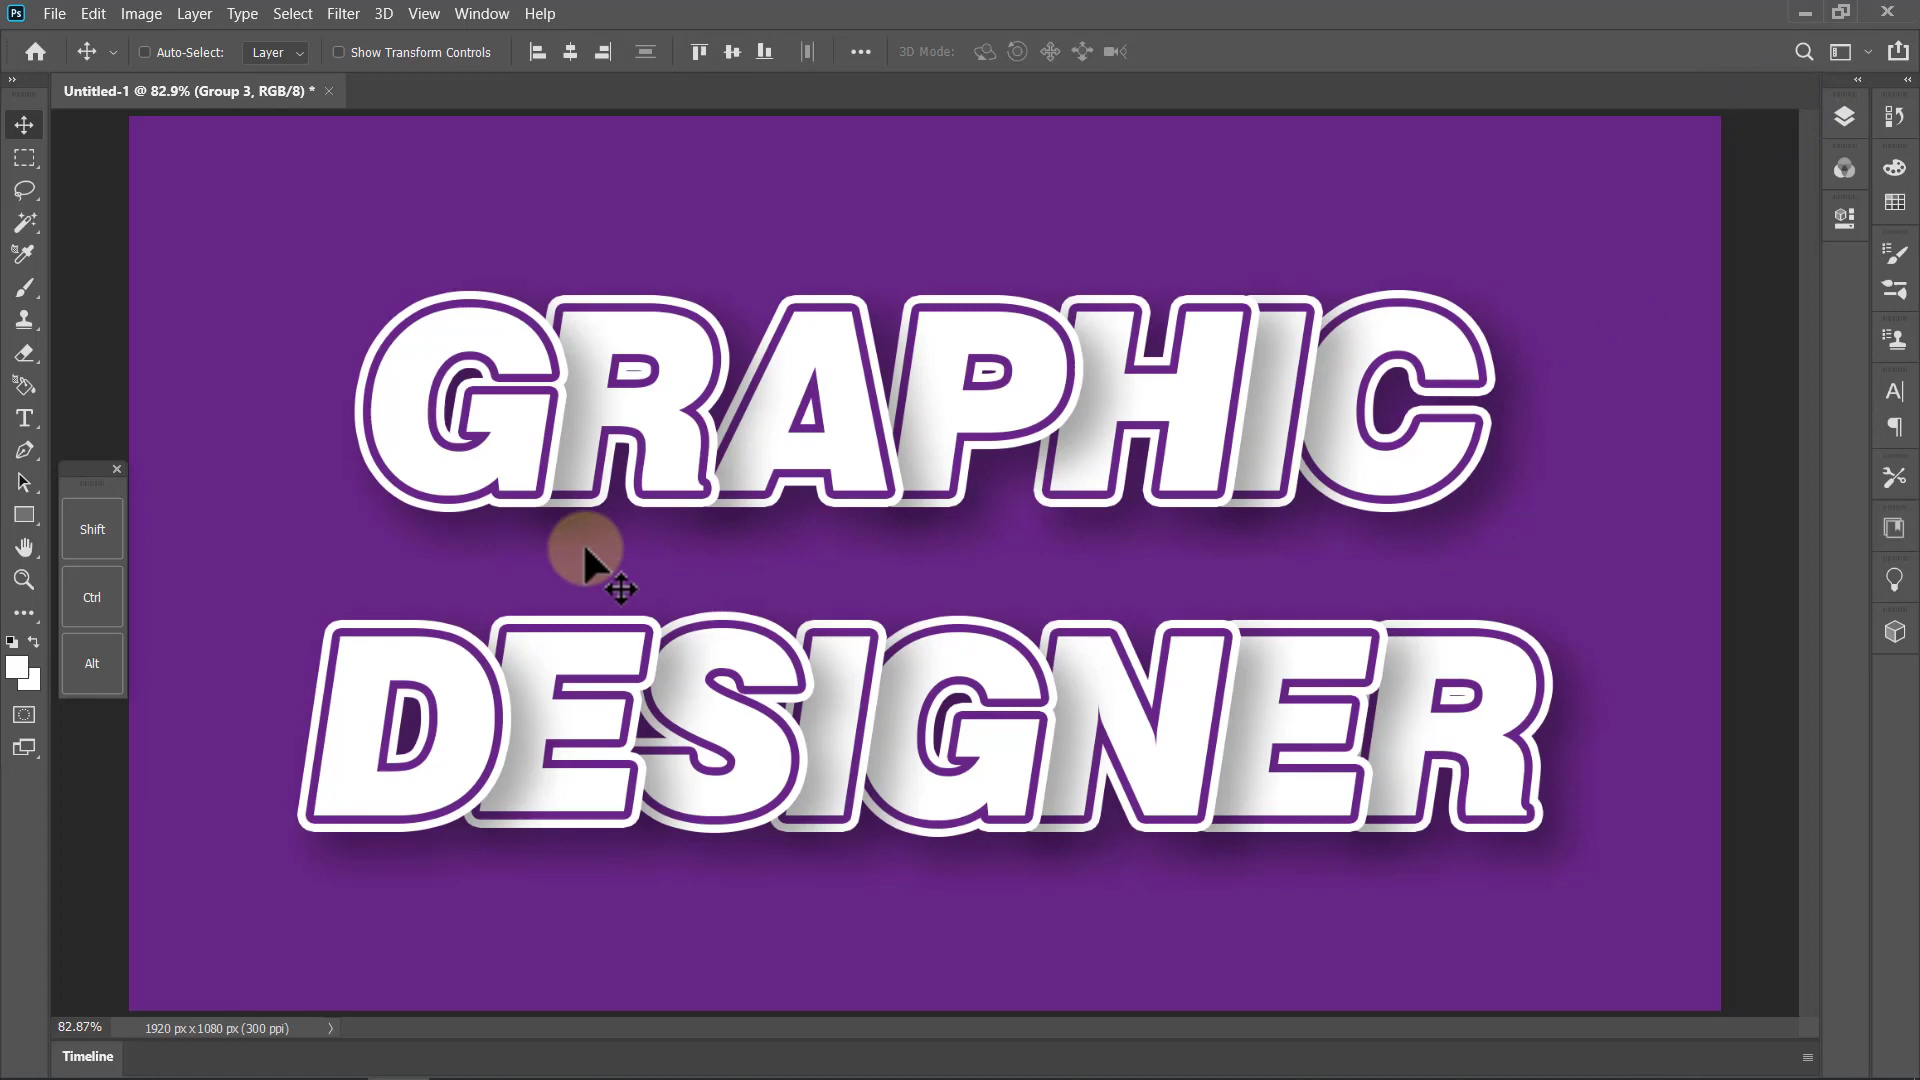 Ps File Edit Image Layer Type Select Filter 3D View Window Help
Auto-Select: Layer Show Transform Controls 3D Mode:
Untitled-1 @ 82.9% (Group 3, RGB/8) *
GRAPHIC
Shift
Ctrl
Alt
DESIGNER
82.87% 1920 px x 1080 px (300 ppi)
Timeline